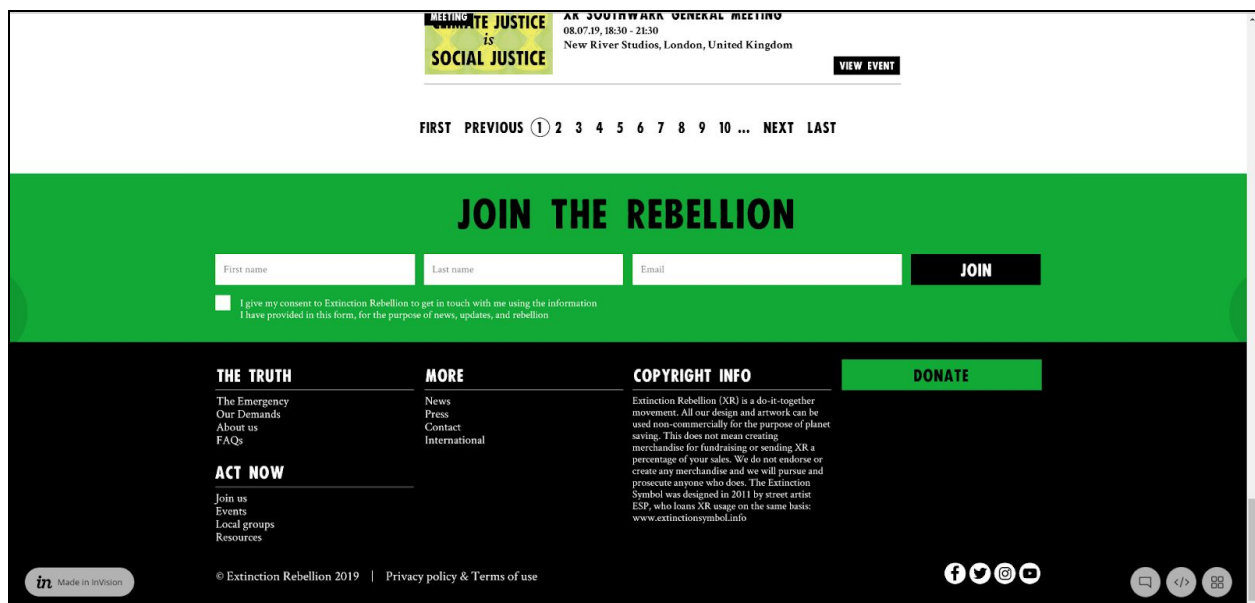 MEETING
CLIMATE JUSTICE
is
SOCIAL JUSTICE
XR SOUTHWARK GENERAL MEETING
08.07.19, 18:30 - 21:30
New River Studios, London, United Kingdom
VIEW EVENT
FIRST PREVIOUS 1 2 3 4 5 6 7 8 9 10 ... NEXT LAST
JOIN THE REBELLION
First name
Last name
Email
JOIN
I give my consent to Extinction Rebellion to get in touch with me using the information
I have provided in this form, for the purpose of news, updates, and rebellion
THE TRUTH
The Emergency
Our Demands
About us
FAQs
ACT NOW
Join us
Events
Local groups
Resources
MORE
News
Press
Contact
International
COPYRIGHT INFO
Extinction Rebellion (XR) is a do-it-together
movement. All our design and artwork can be
used non-commercially for the purpose of planet
saving. This does not mean creating
merchandise for fundraising or sending XR a
percentage of your sales. We do not endorse or
create any merchandise and we will pursue and
prosecute anyone who does. The Extinction
Symbol was designed in 2011 by street artist
ESP, who loans XR usage on the same basis:
www.extinctionsymbol.info
DONATE
© Extinction Rebellion 2019 | Privacy policy & Terms of use
in Made in InVision